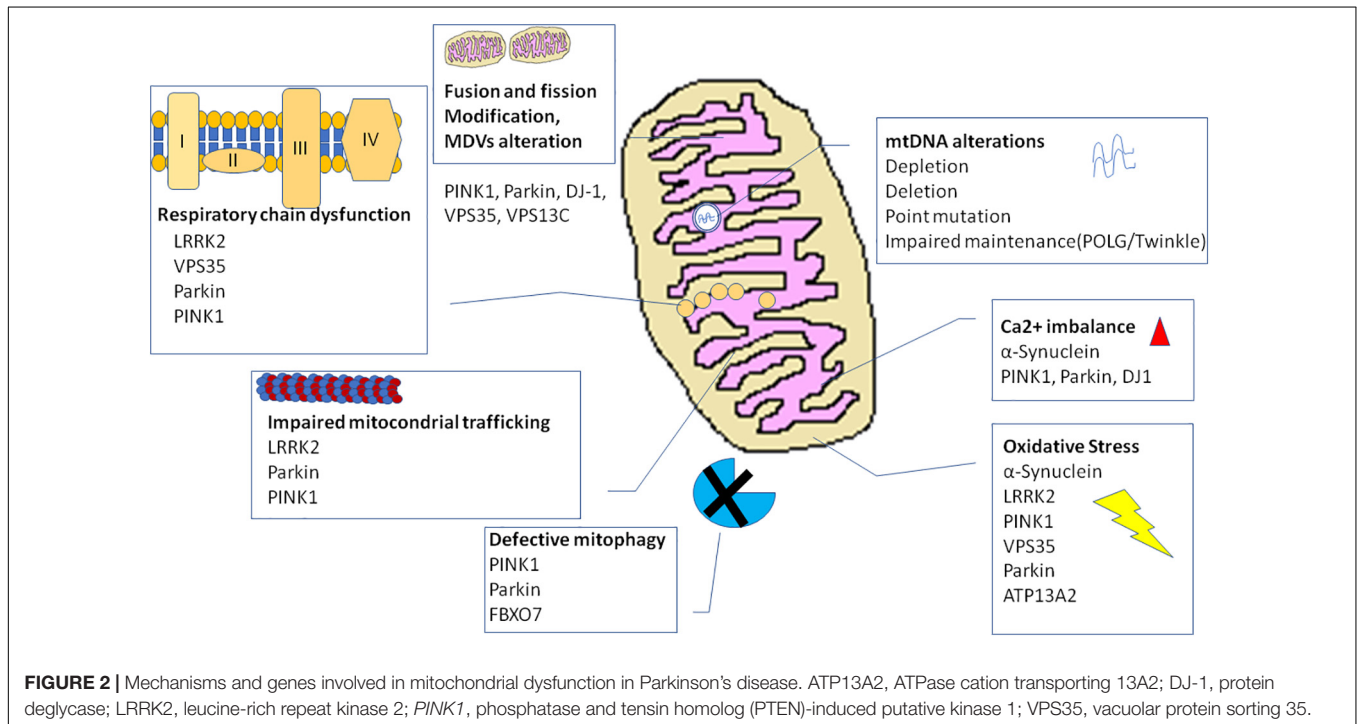 I
II
III
IV
Respiratory chain dysfunction
LRRK2
VPS35
Parkin
PINK1
Fusion and fission
Modification,
MDVs alteration
PINK1, Parkin, DJ-1,
VPS35, VPS13C
mtDNA alterations
Depletion
Deletion
Point mutation
Impaired maintenance(POLG/Twinkle)
Ca2+ imbalance
α-Synuclein
PINK1, Parkin, DJ1
Impaired mitocondrial trafficking
LRRK2
Parkin
PINK1
Oxidative Stress
α-Synuclein
LRRK2
PINK1
VPS35
Parkin
ATP13A2
Defective mitophagy
PINK1
Parkin
FBXO7
FIGURE 2 | Mechanisms and genes involved in mitochondrial dysfunction in Parkinson's disease. ATP13A2, ATPase cation transporting 13A2; DJ-1, protein
deglycase; LRRK2, leucine-rich repeat kinase 2; PINK1, phosphatase and tensin homolog (PTEN)-induced putative kinase 1; VPS35, vacuolar protein sorting 35.